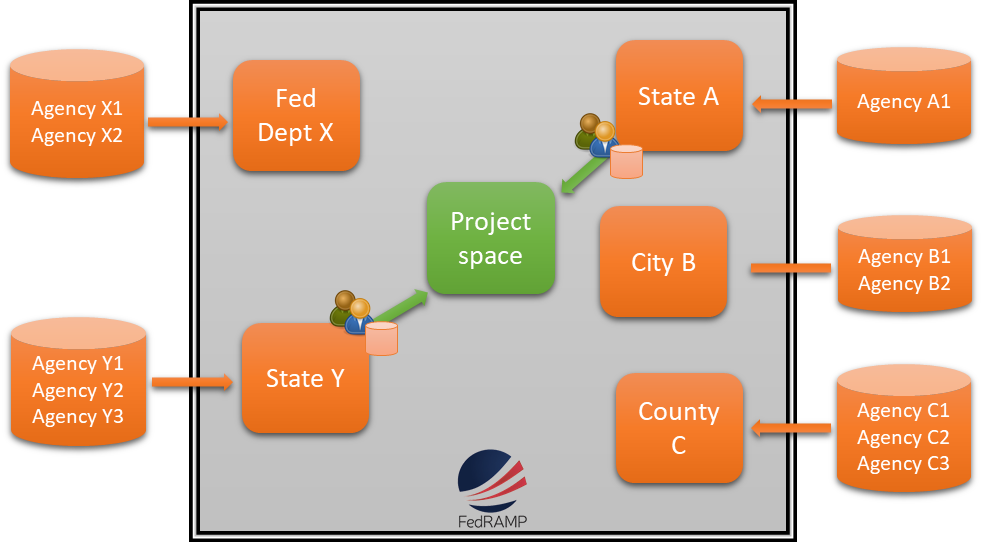 Agency X1
Agency X2
Fed
Dept X
State A
Agency A1
Project
space
City B
Agency B1
Agency B2
Agency Y1
Agency Y2
Agency Y3
State Y
County
C
Agency C1
Agency C2
Agency C3
FedRAMP